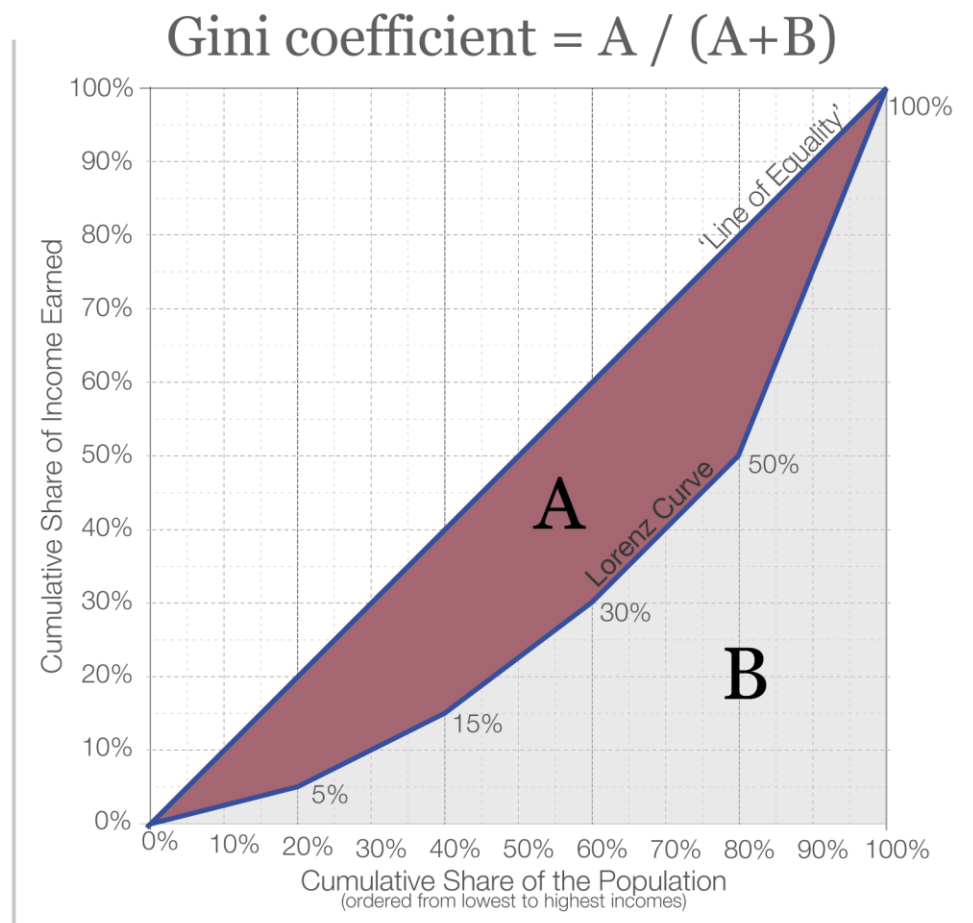 Gini coefficient = A / (A+B)
100%
90%
80%
70%
60%
50%
40%
30%
20%
10%
0%
Cumulative Share of Income Earned
100%
'Line of Equality'
50%
Lorenz Curve
A
30%
B
15%
5%
0% 10% 20% 30% 40% 50% 60% 70% 80% 90% 100%
Cumulative Share of the Population
(ordered from lowest to highest incomes)